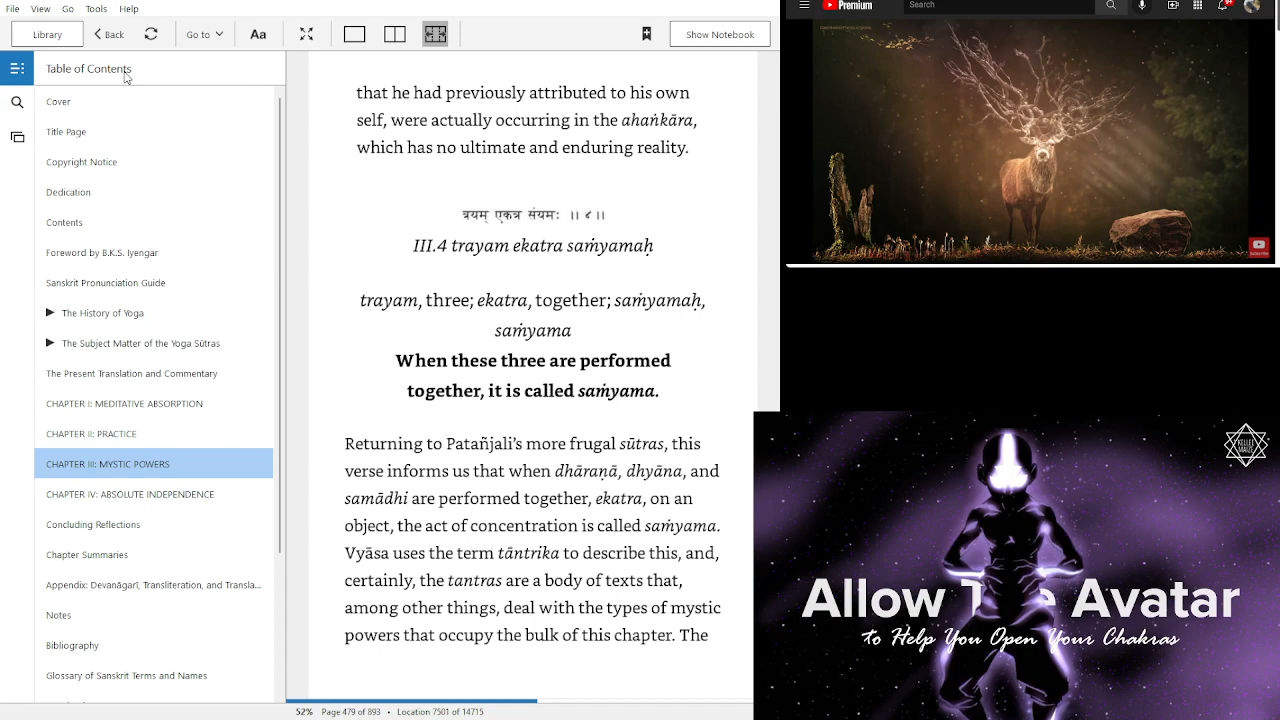 File View Go Tools Help
Library
Back
Go to
Aa
Show Notebook
Table of Contents
Cover
Title Page
Copyright Notice
Dedication
Contents
Foreword by B.K.S. Iyengar
Sanskrit Pronunciation Guide
The History of Yoga
The Subject Matter of the Yoga Sūtras
The Present Translation and Commentary
CHAPTER I: MEDITATIVE ABSORPTION
CHAPTER II: PRACTICE
CHAPTER III: MYSTIC POWERS
CHAPTER IV: ABSOLUTE INDEPENDENCE
Concluding Reflections
Chapter Summaries
Appendix: Devanāgarī, Transliteration, and Transla...
Notes
Bibliography
Glossary of Sanskrit Terms and Names
that he had previously attributed to his own
self, were actually occurring in the ahaṅkāra,
which has no ultimate and enduring reality.
त्रयम् एकत्र संयमः ।। ४ ।।
III.4 trayam ekatra saṁyamaḥ
trayam, three; ekatra, together; saṁyamaḥ,
saṁyama
When these three are performed
together, it is called saṁyama.
Returning to Patañjali’s more frugal sūtras, this
verse informs us that when dhāraṇā, dhyāna, and
samādhi are performed together, ekatra, on an
object, the act of concentration is called saṁyama.
Vyāsa uses the term tāntrika to describe this, and,
certainly, the tantras are a body of texts that,
among other things, deal with the types of mystic
powers that occupy the bulk of this chapter. The
52% Page 479 of 893 • Location 7501 of 14715
Premium
Search
9+
Subscribe
Allow T e Avatar
to Help You Open Your Chakras